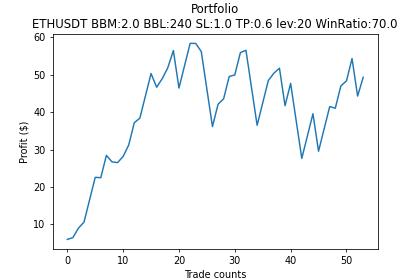 Portfolio
ETHUSDT BBM:2.0 BBL:240 SL:1.0 TP:0.6 lev:20 WinRatio:70.0
60
50
40
30
20
10
Profit ($)
0 10 20 30 40 50
Trade counts